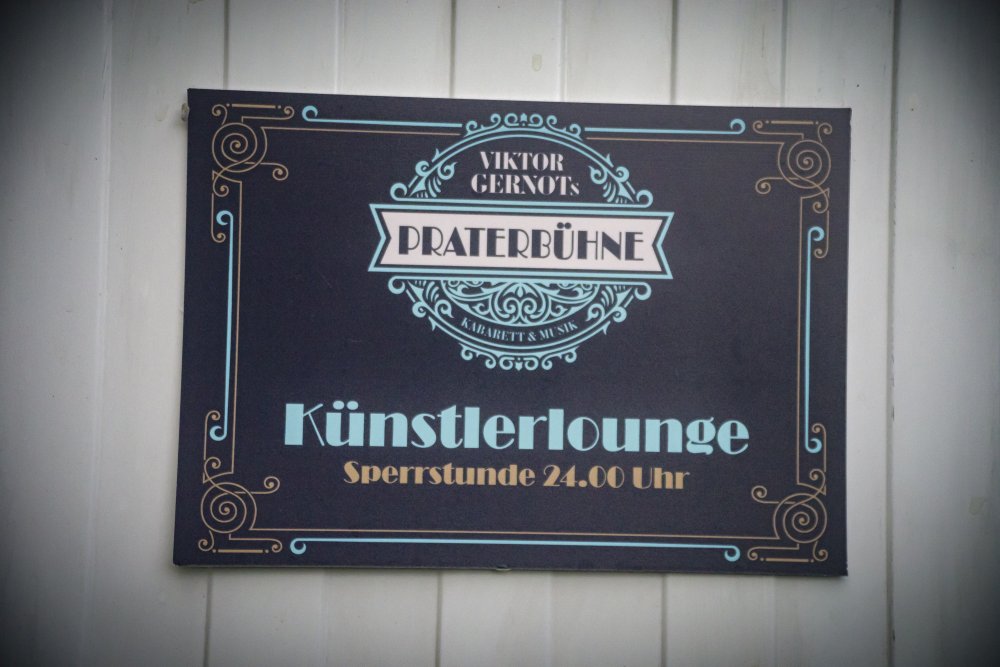 VIKTOR
GERNOTs
PRATERBÜHNE
KABARETT & MUSIK
Künstlerlounge
Sperrstunde 24.00 Uhr